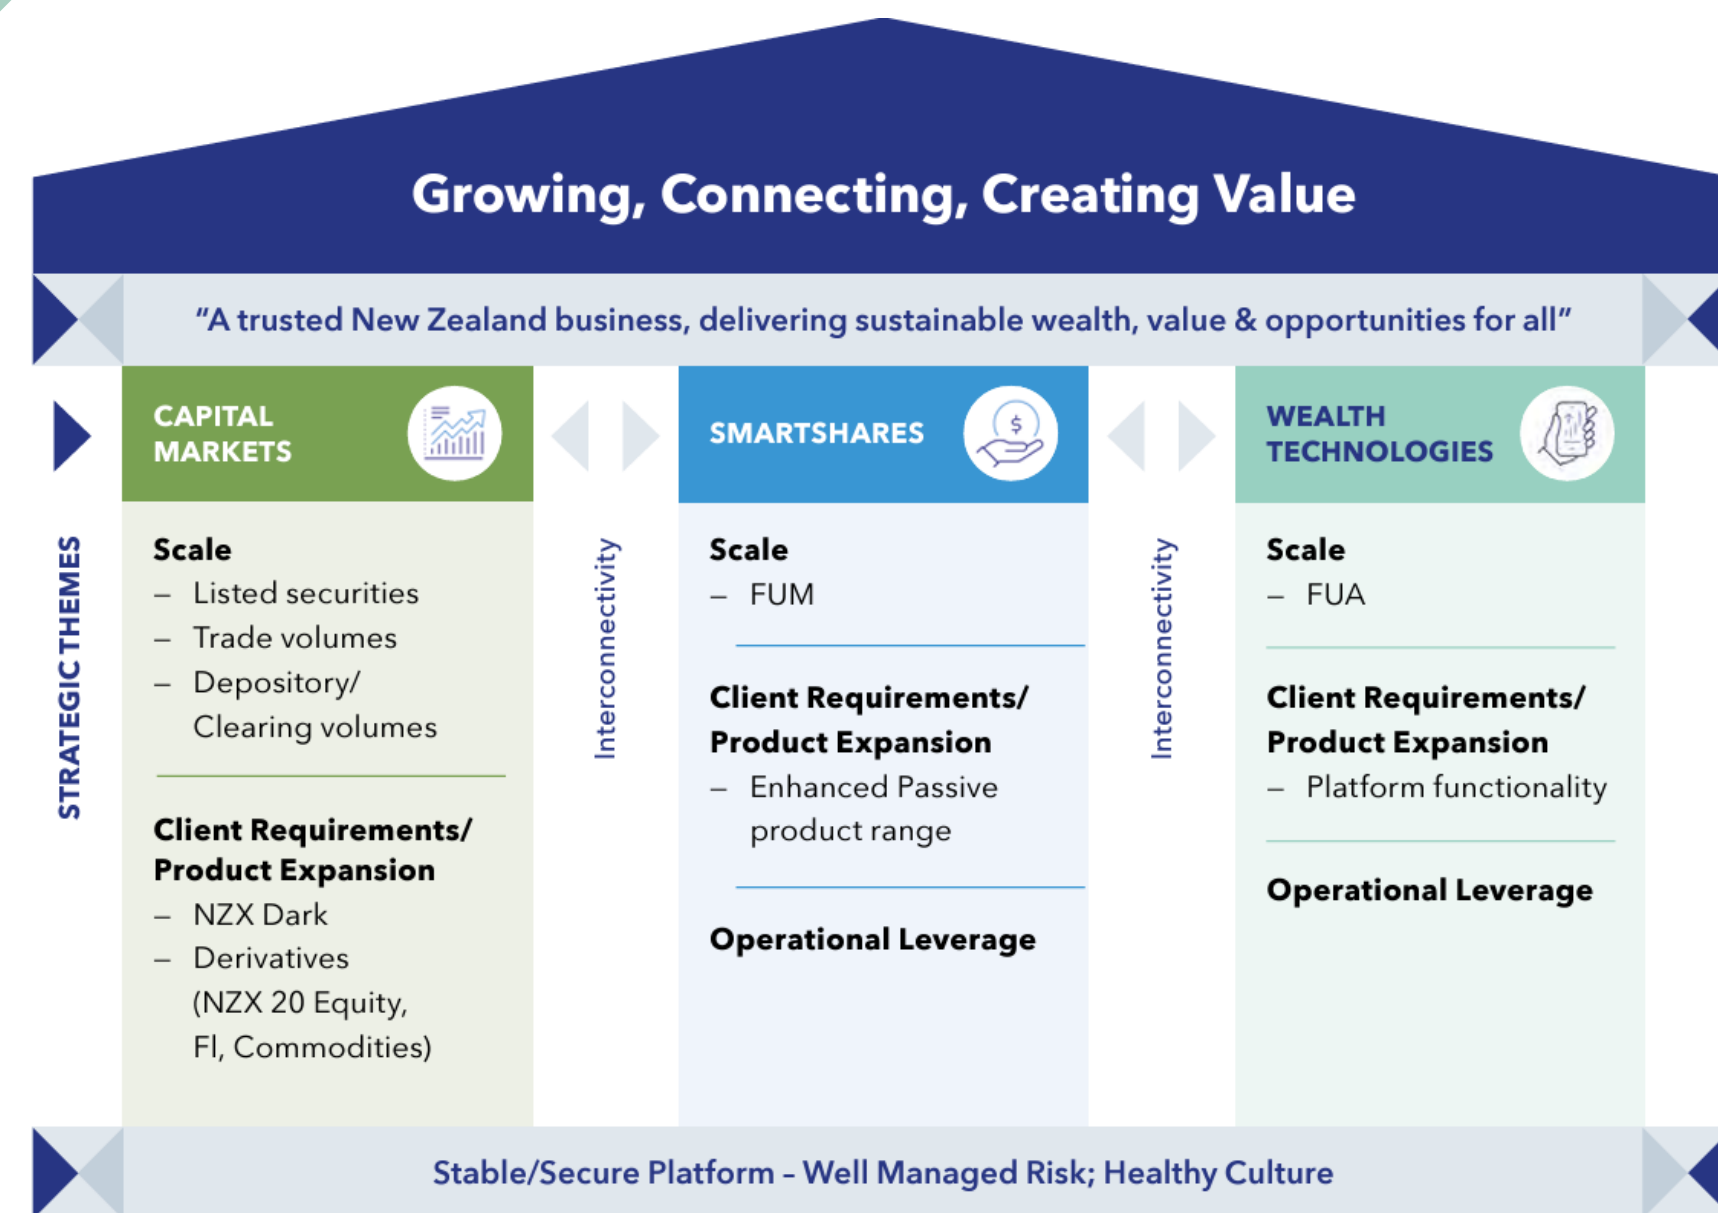 Growing, Connecting, Creating Value
“A trusted New Zealand business, delivering sustainable wealth, value & opportunities for all”
STRATEGIC THEMES
CAPITAL
MARKETS
Scale
– Listed securities
– Trade volumes
– Depository/
Clearing volumes
Client Requirements/
Product Expansion
– NZX Dark
– Derivatives
(NZX 20 Equity,
Fl, Commodities)
Interconnectivity
SMARTSHARES
$
Scale
– FUM
Client Requirements/
Product Expansion
– Enhanced Passive
product range
Operational Leverage
Interconnectivity
WEALTH
TECHNOLOGIES
Scale
– FUA
Client Requirements/
Product Expansion
– Platform functionality
Operational Leverage
Stable/Secure Platform – Well Managed Risk; Healthy Culture